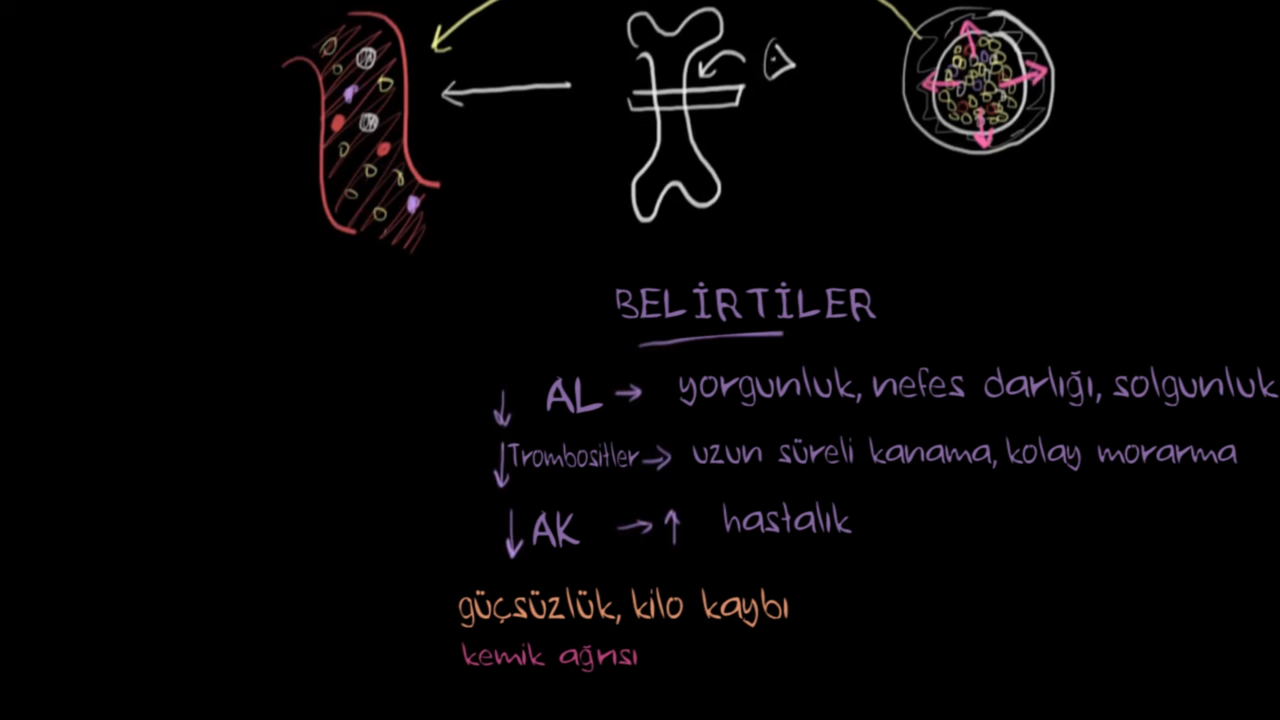 BELİRTİLER
↓ AL → yorgunluk, nefes darlığı, solgunluk
↓ Trombositler → uzun süreli kanama, kolay morarma
↓ AK → ↑ hastalık
güçsüzlük, kilo kaybı
kemik ağrısı